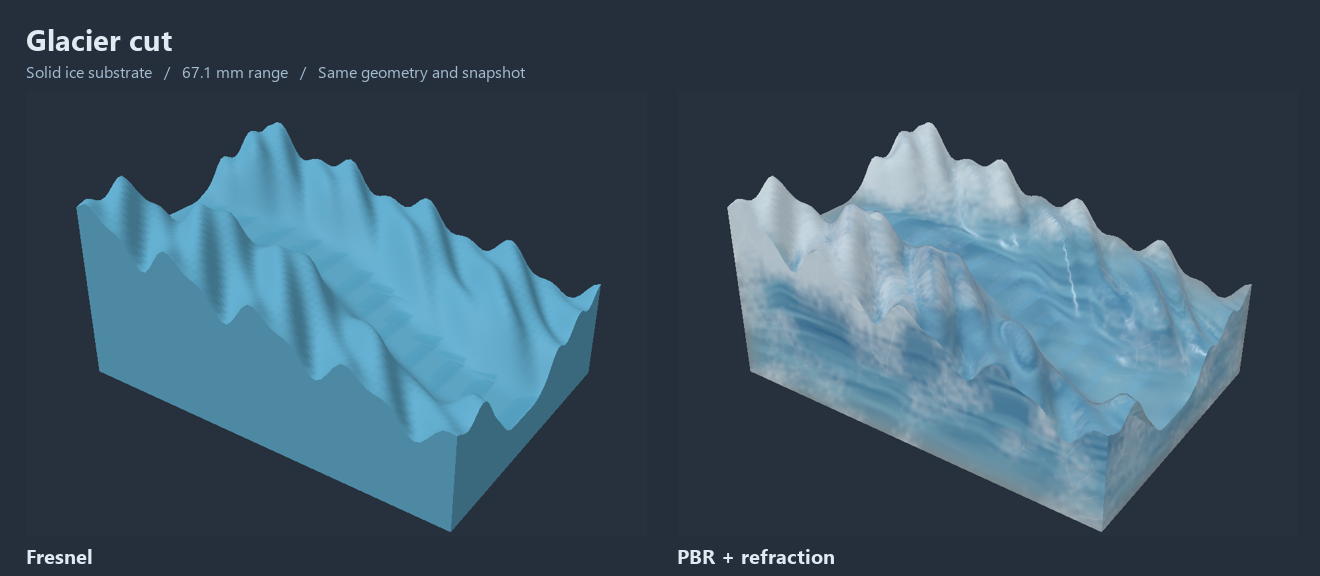 Glacier cut
Solid ice substrate / 67.1 mm range / Same geometry and snapshot
Fresnel
PBR + refraction